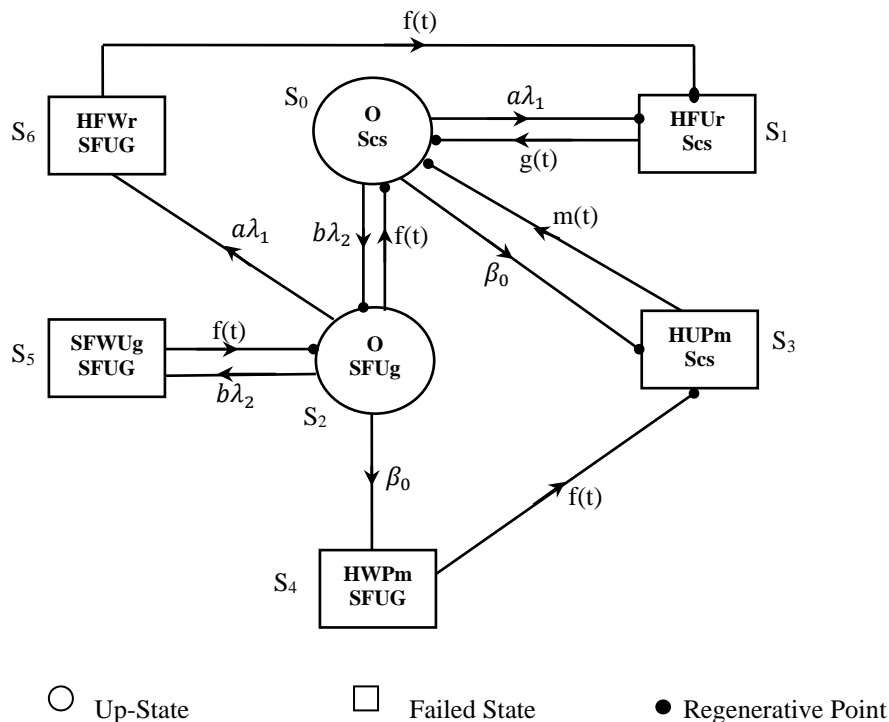 f(t)
S₀
O
Scs
aλ₁
g(t)
HFUr
Scs
S₁
S₆
HFWr
SFUG
aλ₁
bλ₂
f(t)
m(t)
β₀
S₅
SFWUg
SFUG
f(t)
bλ₂
O
SFUg
S₂
HUPm
Scs
S₃
β₀
f(t)
S₄
HWPm
SFUG
Up-State
Failed State
Regenerative Point